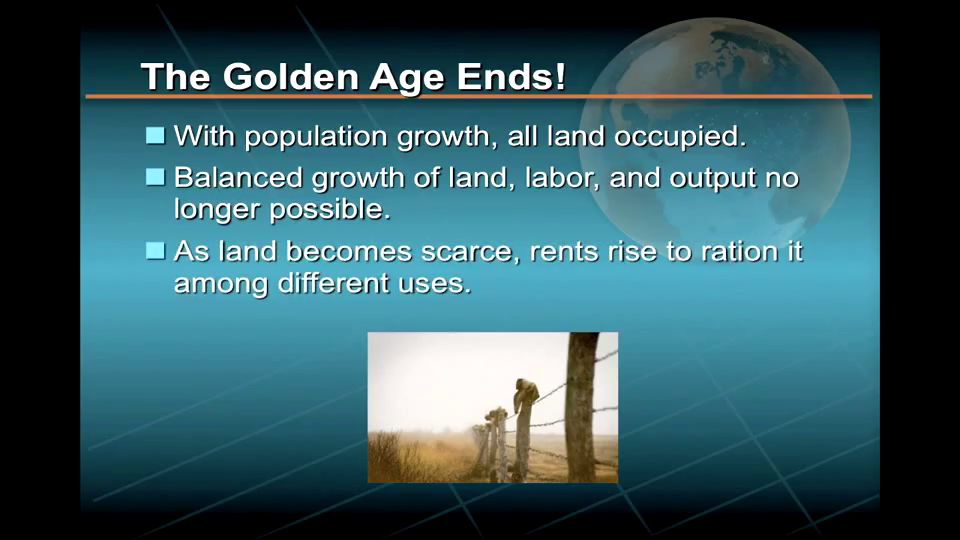 The Golden Age Ends!
With population growth, all land occupied.
Balanced growth of land, labor, and output no
longer possible.
As land becomes scarce, rents rise to ration it
among different uses.